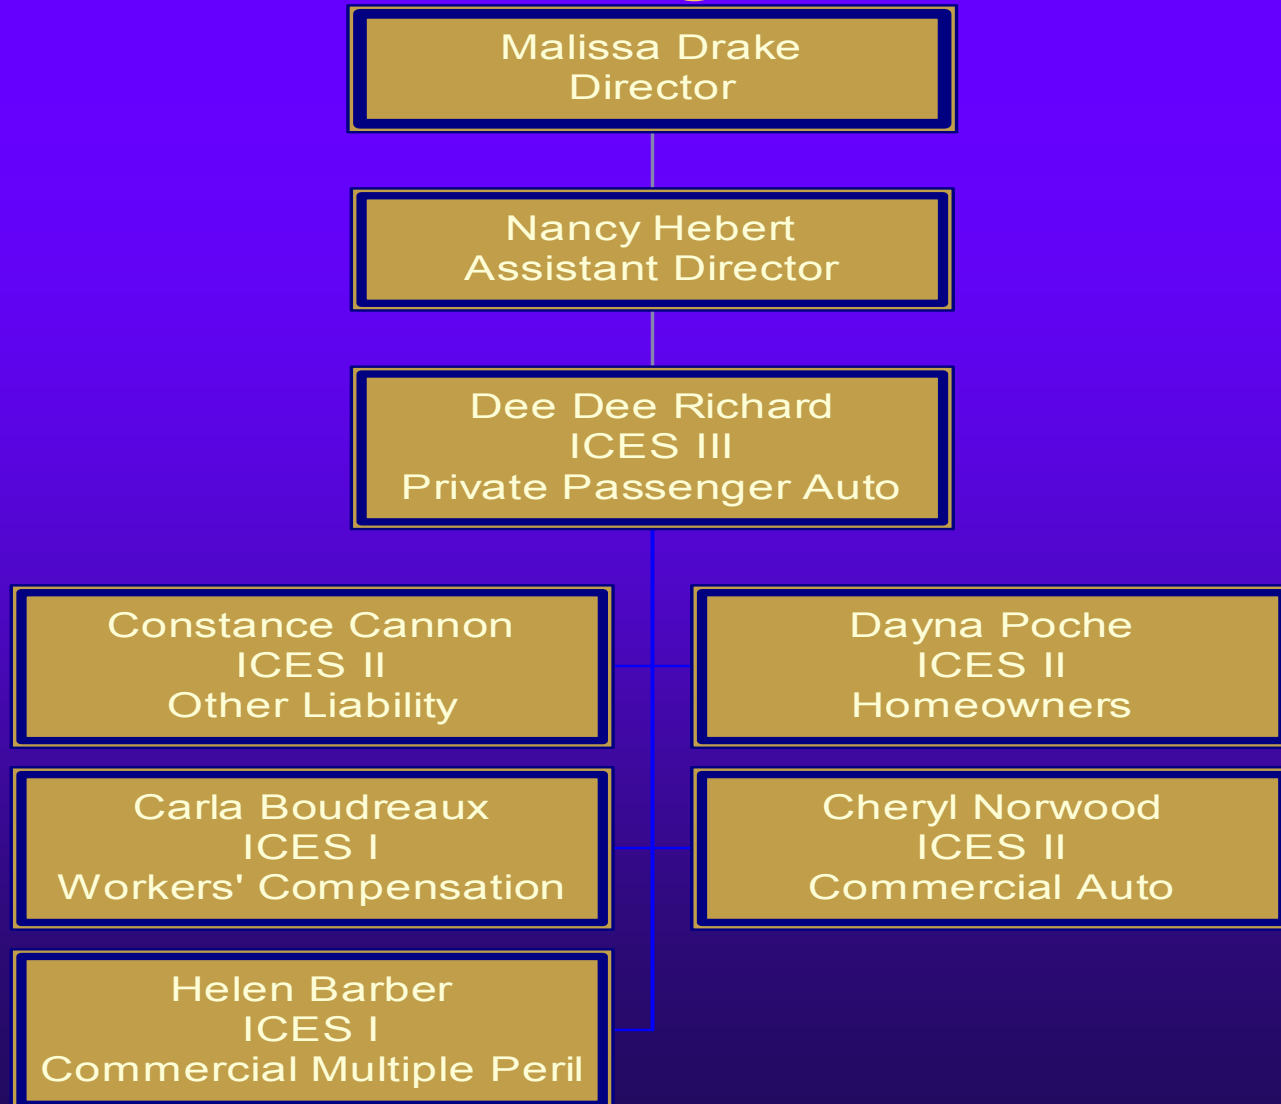 Malissa Drake
Director
Nancy Hebert
Assistant Director
Dee Dee Richard
ICES III
Private Passenger Auto
Constance Cannon
ICES II
Other Liability
Dayna Poche
ICES II
Homeowners
Carla Boudreaux
ICES I
Workers' Compensation
Cheryl Norwood
ICES II
Commercial Auto
Helen Barber
ICES I
Commercial Multiple Peril